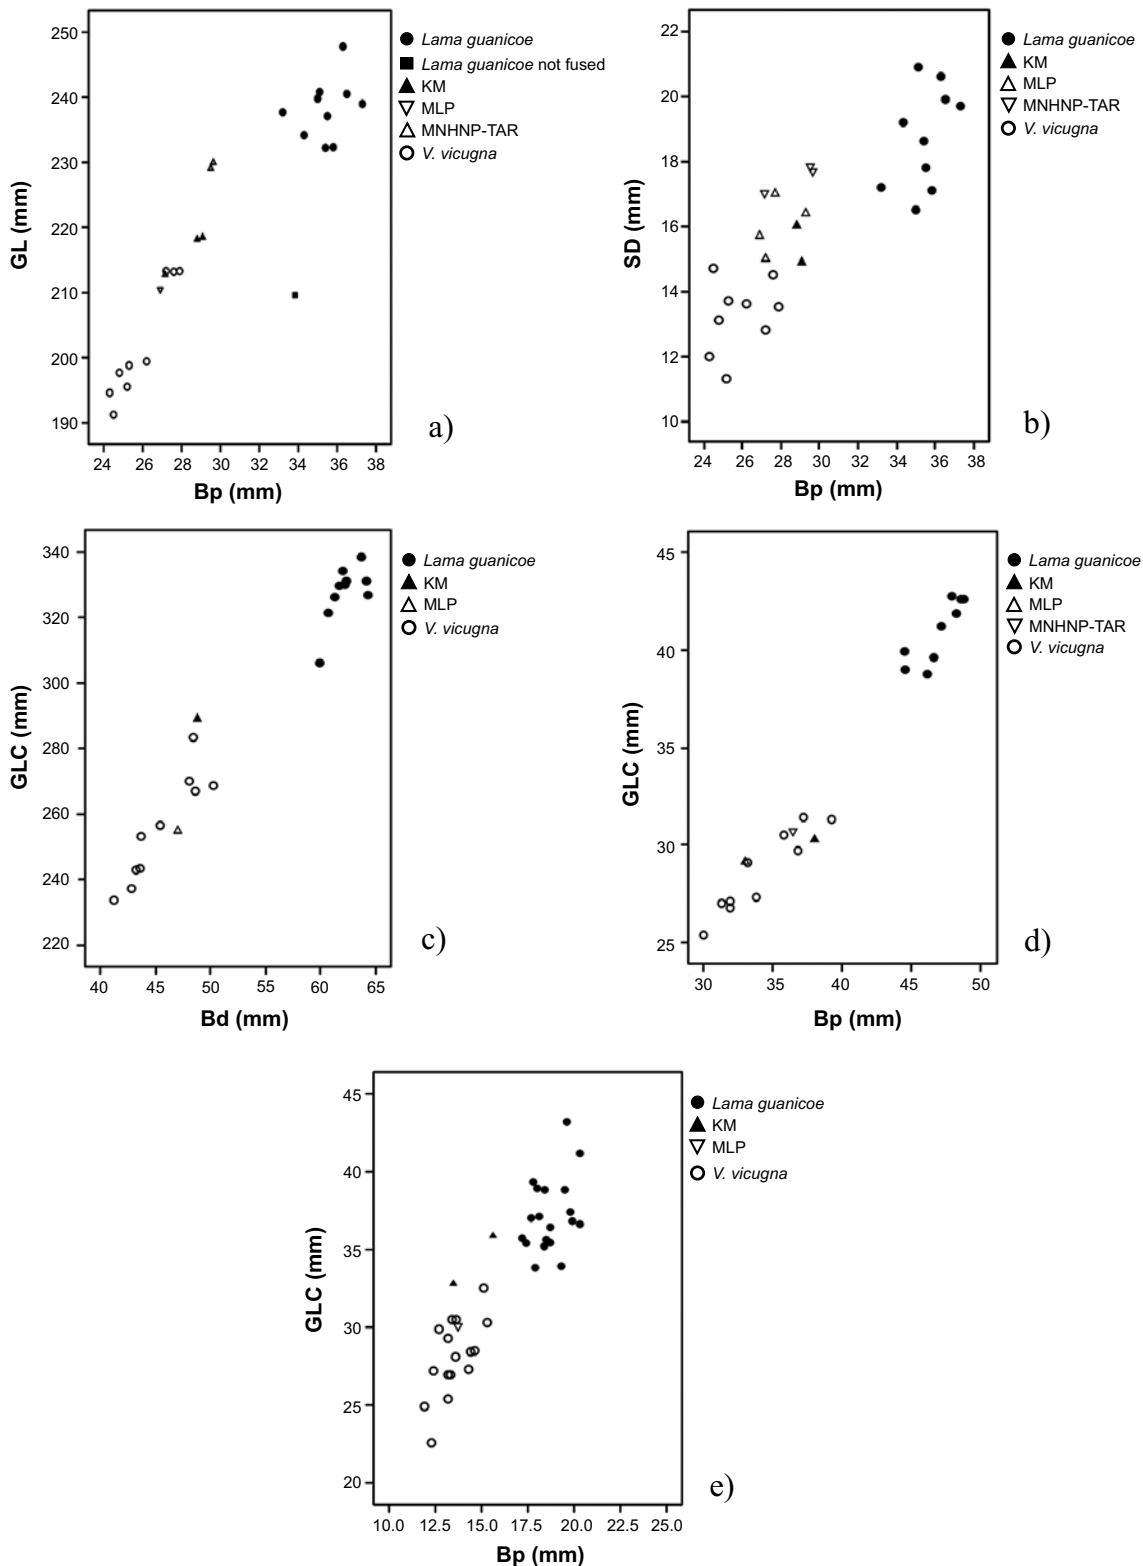 250
240
230
220
210
200
190
GL (mm)
24 26 28 30 32 34 36 38
Bp (mm)
Lama guanicoe
Lama guanicoe not fused
KM
MLP
MNHNP-TAR
V. vicugna
a)
22
20
18
16
14
12
10
SD (mm)
24 26 28 30 32 34 36 38
Bp (mm)
Lama guanicoe
KM
MLP
MNHNP-TAR
V. vicugna
b)
340
320
300
280
260
240
220
GLC (mm)
40 45 50 55 60 65
Bd (mm)
Lama guanicoe
KM
MLP
V. vicugna
c)
45
40
35
30
25
GLC (mm)
30 35 40 45 50
Bp (mm)
Lama guanicoe
KM
MLP
MNHNP-TAR
V. vicugna
d)
45
40
35
30
25
20
GLC (mm)
10.0 12.5 15.0 17.5 20.0 22.5 25.0
Bp (mm)
Lama guanicoe
KM
MLP
V. vicugna
e)